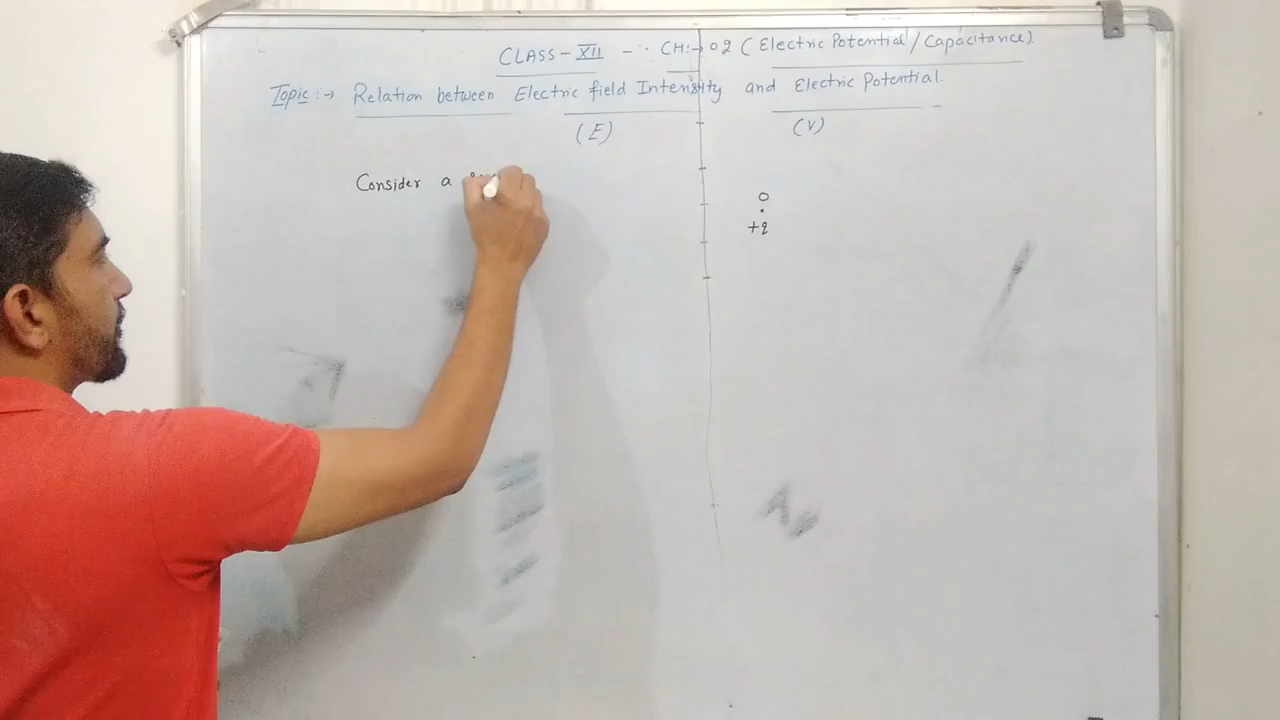 CLASS-XII - CH:→02 (Electric Potential/Capacitance).
Topic:→ Relation between Electric field Intensity and Electric Potential.
(E) (V)
Consider a
O
+q